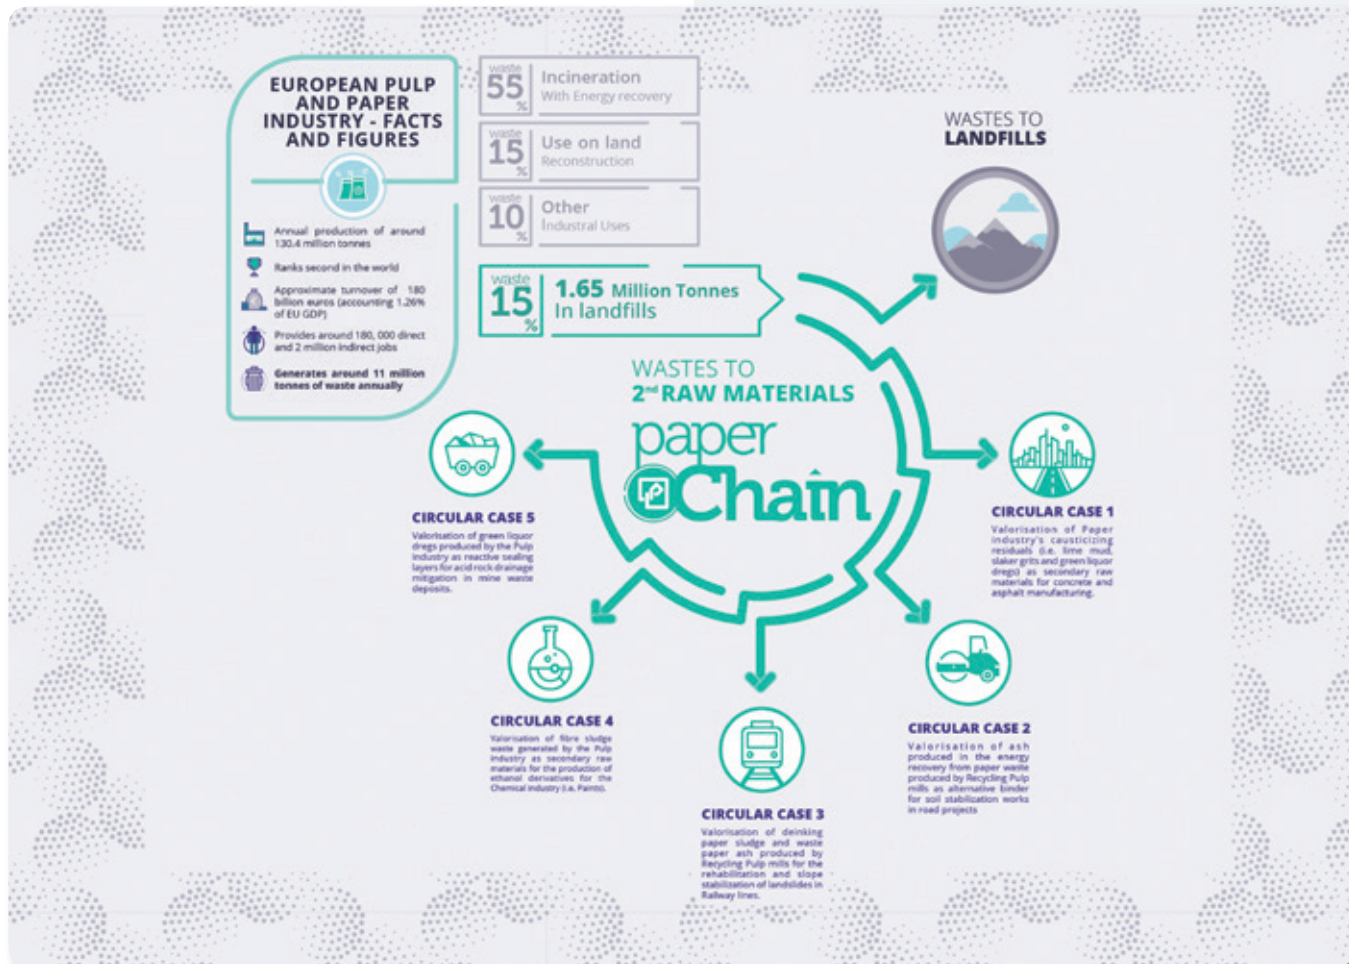 EUROPEAN PULP
AND PAPER
INDUSTRY - FACTS
AND FIGURES
Annual production of around
130.4 million tonnes
Ranks second in the world
Approximate turnover of 180
billion euros (accounting 1.26%
of EU GDP)
Provides around 180, 000 direct
and 2 million indirect jobs
Generates around 11 million
tonnes of waste annually
waste
55
%
Incineration
With Energy recovery
waste
15
%
Use on land
Reconstruction
waste
10
%
Other
Industral Uses
waste
15
%
1.65 Million Tonnes
In landfills
WASTES TO
LANDFILLS
WASTES TO
2nd RAW MATERIALS
paper
Chain
CIRCULAR CASE 1
Valorisation of Paper
industry's causticizing
residuals (i.e. lime mud,
slaker grits and green liquor
dregs) as secondary raw
materials for concrete and
asphalt manufacturing.
CIRCULAR CASE 2
Valorisation of ash
produced in the energy
recovery from paper waste
produced by Recycling Pulp
mills as alternative binder
for soil stabilization works
in road projects
CIRCULAR CASE 3
Valorisation of deinking
paper sludge and waste
paper ash produced by
Recycling Pulp mills for the
rehabilitation and slope
stabilization of landslides in
Railway lines.
CIRCULAR CASE 4
Valorisation of fibre sludge
waste generated by the Pulp
Industry as secondary raw
materials for the production of
ethanol derivatives for the
Chemical industry (i.e. Paints).
CIRCULAR CASE 5
Valorisation of green liquor
dregs produced by the Pulp
Industry as reactive sealing
layers for acid rock drainage
mitigation in mine waste
deposits.